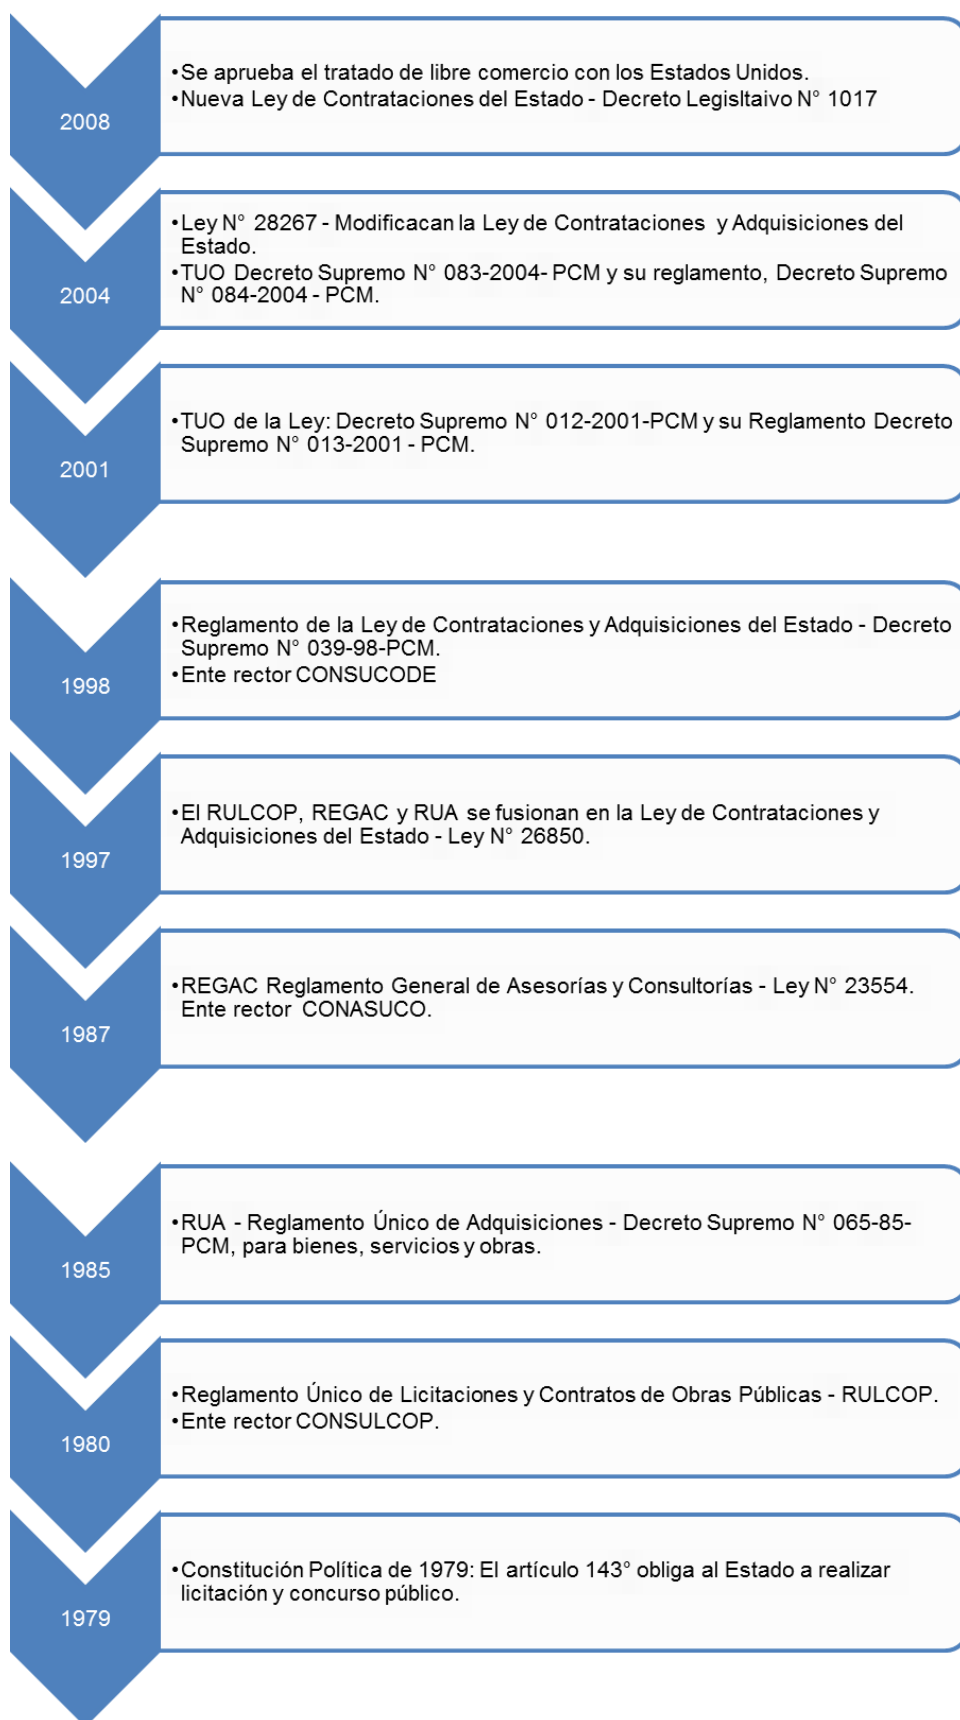 2008
•Se aprueba el tratado de libre comercio con los Estados Unidos.
•Nueva Ley de Contrataciones del Estado - Decreto Legisltaivo N° 1017
2004
•Ley N° 28267 - Modificacan la Ley de Contrataciones y Adquisiciones del
Estado.
•TUO Decreto Supremo N° 083-2004- PCM y su reglamento, Decreto Supremo
N° 084-2004 - PCM.
2001
•TUO de la Ley: Decreto Supremo N° 012-2001-PCM y su Reglamento Decreto
Supremo N° 013-2001 - PCM.
1998
•Reglamento de la Ley de Contrataciones y Adquisiciones del Estado - Decreto
Supremo N° 039-98-PCM.
•Ente rector CONSUCODE
1997
•El RULCOP, REGAC y RUA se fusionan en la Ley de Contrataciones y
Adquisiciones del Estado - Ley N° 26850.
1987
•REGAC Reglamento General de Asesorías y Consultorías - Ley N° 23554.
Ente rector CONASUCO.
1985
•RUA - Reglamento Único de Adquisiciones - Decreto Supremo N° 065-85-
PCM, para bienes, servicios y obras.
1980
•Reglamento Único de Licitaciones y Contratos de Obras Públicas - RULCOP.
•Ente rector CONSULCOP.
1979
•Constitución Política de 1979: El artículo 143° obliga al Estado a realizar
licitación y concurso público.